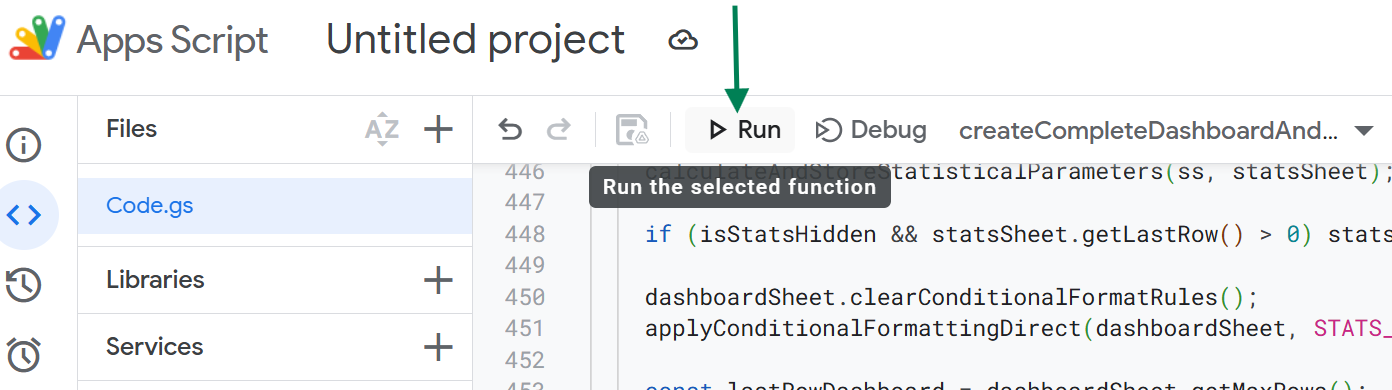 Apps Script Untitled project
Files AZ Run Debug createCompleteDashboardAnd...
446 calculateAndStoreStatisticalParameters(ss, statsSheet);
Run the selected function
Code.gs
447
448 if (isStatsHidden && statsSheet.getLastRow() > 0) stats
449
Libraries
450 dashboardSheet.clearConditionalFormatRules();
451 applyConditionalFormattingDirect(dashboardSheet, STATS_
Services
452
453 const lastRowDashboard = dashboardSheet.getMaxRows();